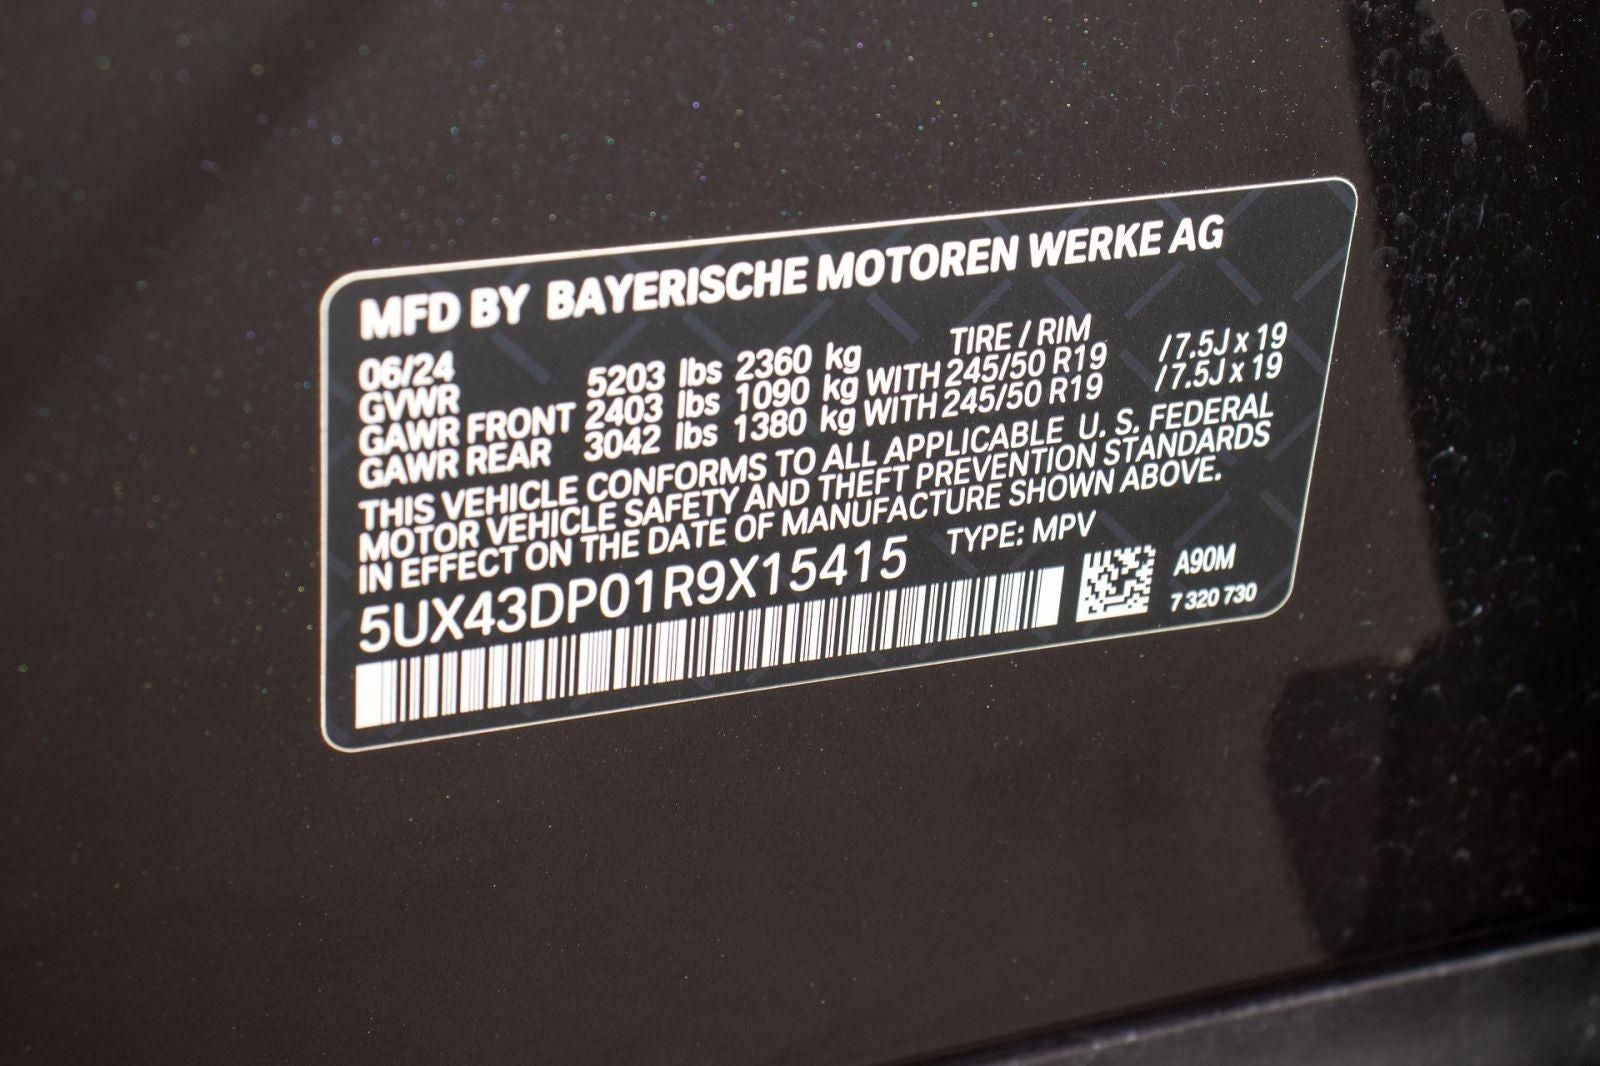 MFD BY BAYERISCHE MOTOREN WERKE AG
06/24 TIRE / RIM
GVWR 5203 lbs 2360 kg
GAWR FRONT 2403 lbs 1090 kg WITH 245/50 R19 / 7.5J x 19
GAWR REAR 3042 lbs 1380 kg WITH 245/50 R19 / 7.5J x 19
THIS VEHICLE CONFORMS TO ALL APPLICABLE U. S. FEDERAL
MOTOR VEHICLE SAFETY AND THEFT PREVENTION STANDARDS
IN EFFECT ON THE DATE OF MANUFACTURE SHOWN ABOVE.
5UX43DP01R9X15415 TYPE: MPV
A90M
7 320 730